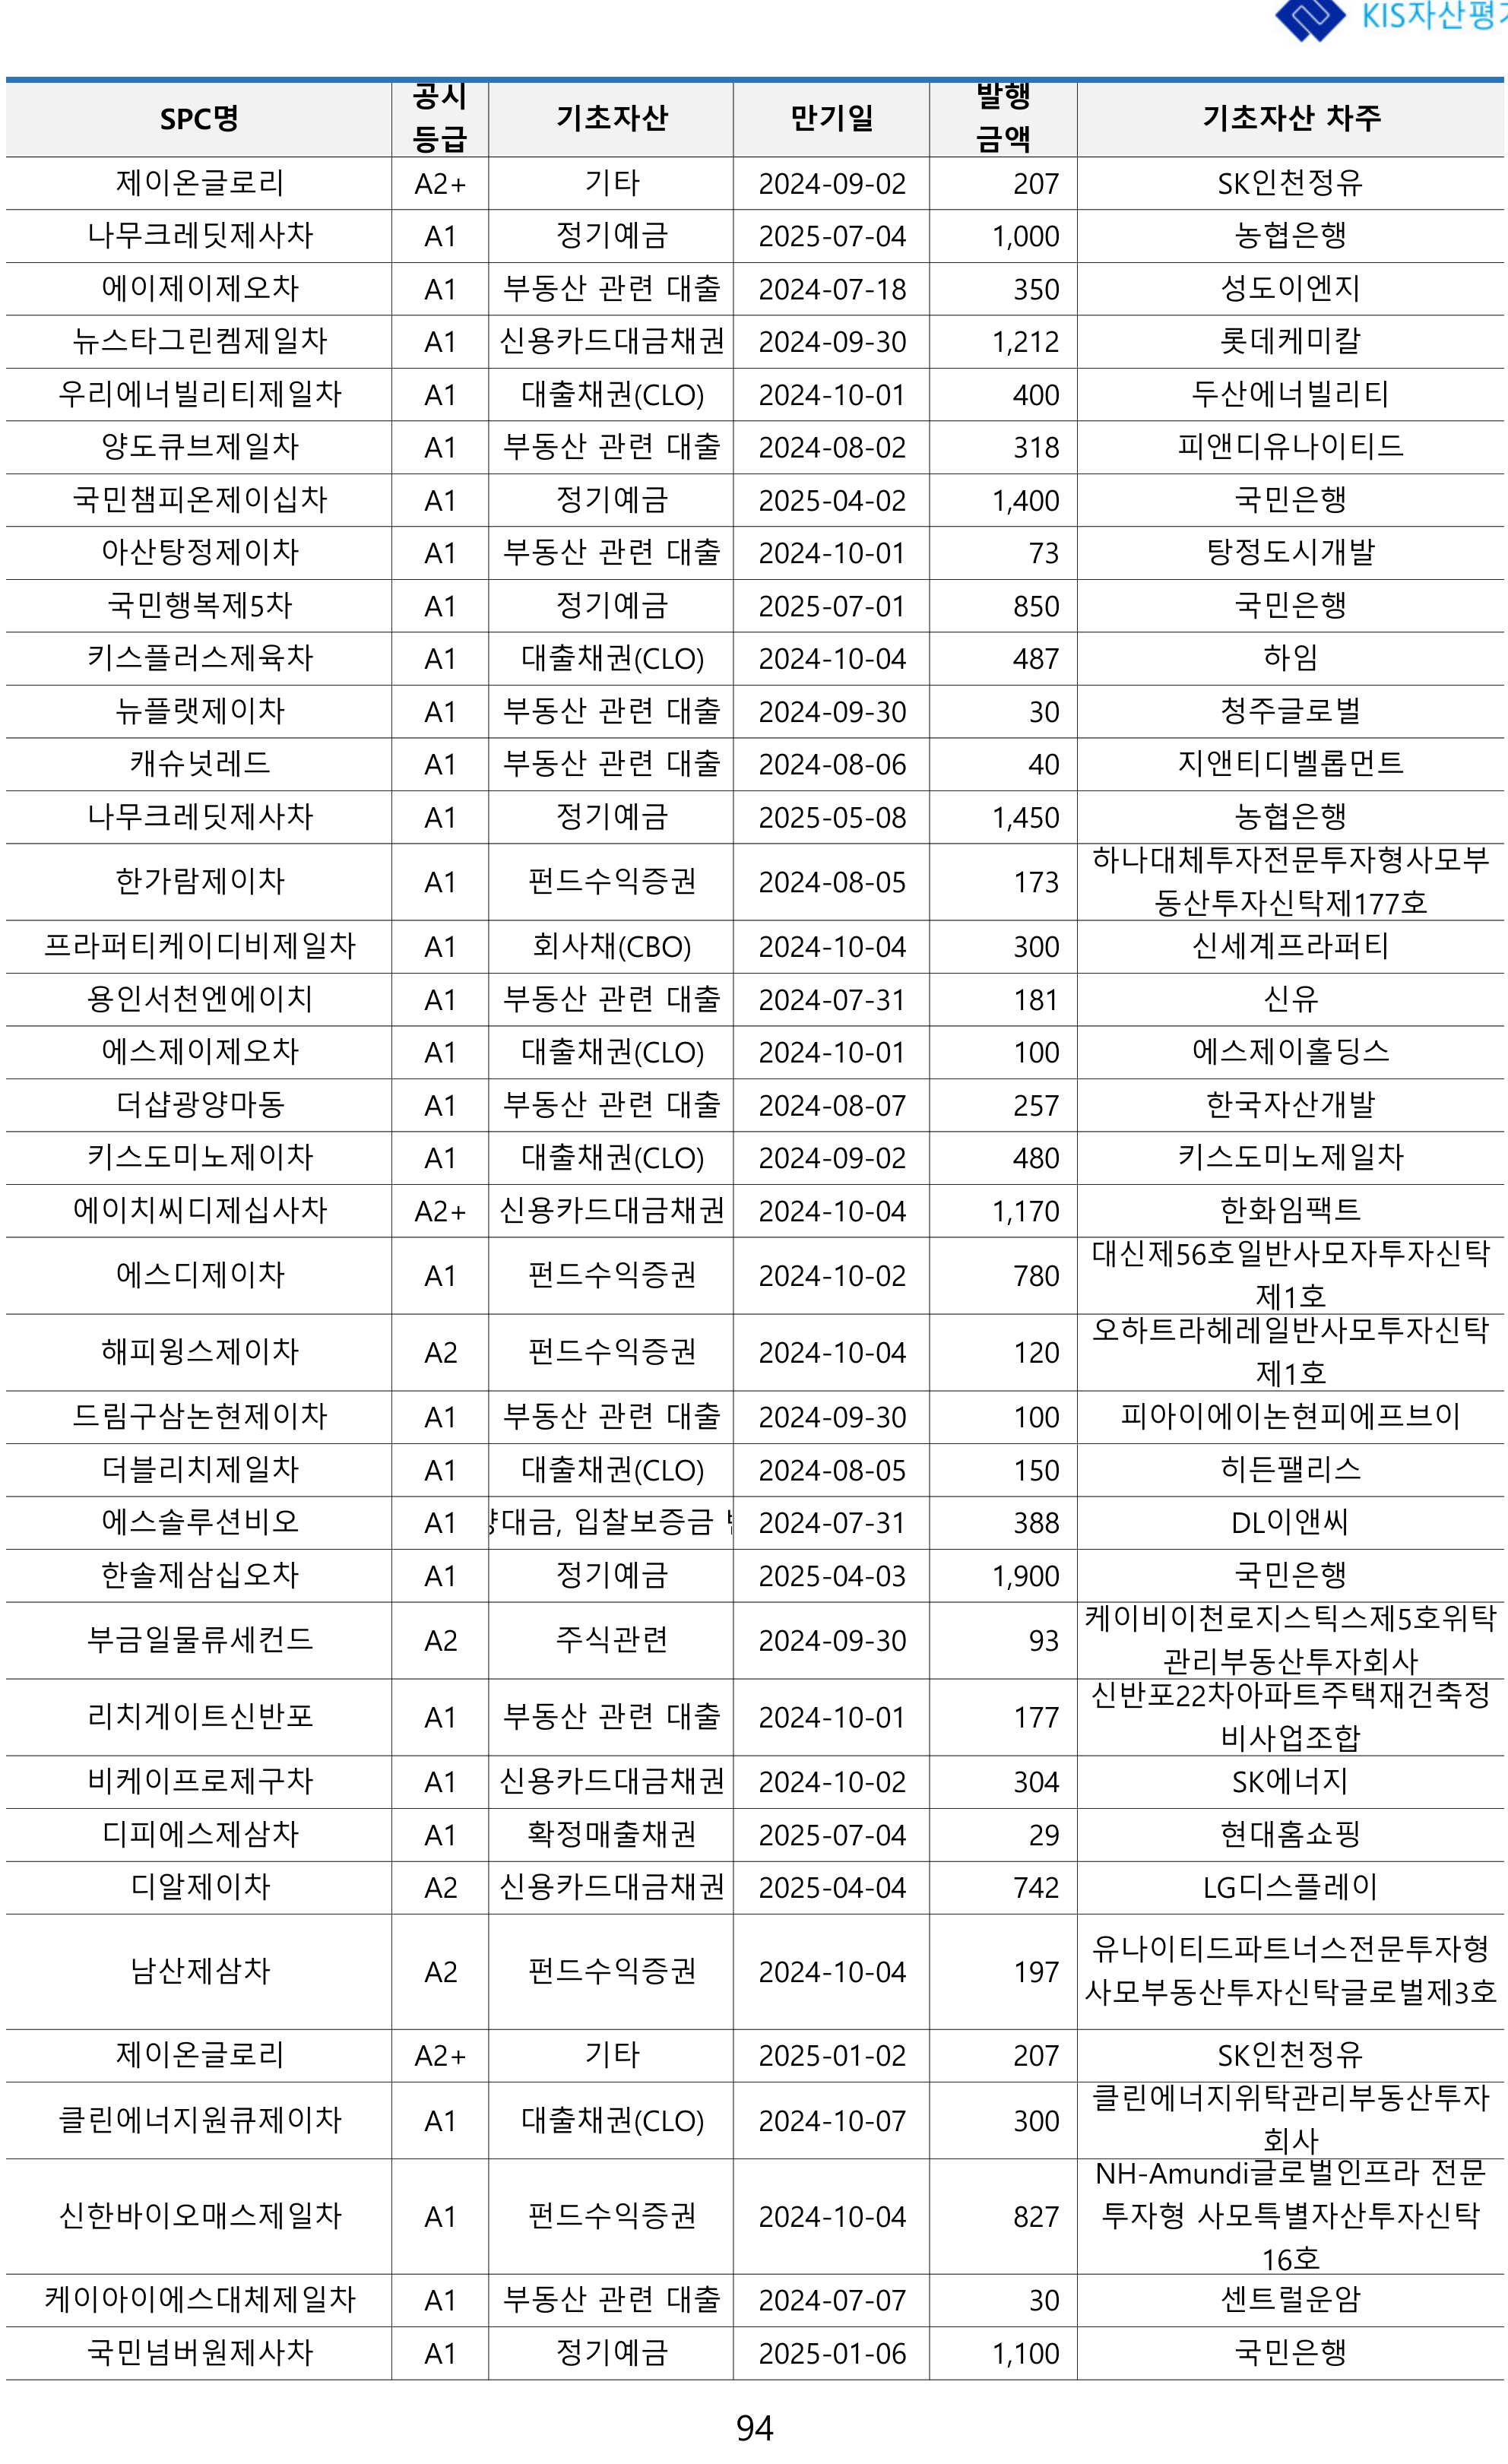 KIS자산평가
SPC명 공시등급 기초자산 만기일 발행금액 기초자산 차주
제이온글로리 A2+ 기타 2024-09-02 207 SK인천정유
나무크레딧제사차 A1 정기예금 2025-07-04 1,000 농협은행
에이제이제오차 A1 부동산 관련 대출 2024-07-18 350 성도이엔지
뉴스타그린켐제일차 A1 신용카드대금채권 2024-09-30 1,212 롯데케미칼
우리에너빌리티제일차 A1 대출채권(CLO) 2024-10-01 400 두산에너빌리티
양도큐브제일차 A1 부동산 관련 대출 2024-08-02 318 피앤디유나이티드
국민챔피온제이십차 A1 정기예금 2025-04-02 1,400 국민은행
아산탕정제이차 A1 부동산 관련 대출 2024-10-01 73 탕정도시개발
국민행복제5차 A1 정기예금 2025-07-01 850 국민은행
키스플러스제육차 A1 대출채권(CLO) 2024-10-04 487 하임
뉴플랫제이차 A1 부동산 관련 대출 2024-09-30 30 청주글로벌
캐슈넛레드 A1 부동산 관련 대출 2024-08-06 40 지앤티디벨롭먼트
나무크레딧제사차 A1 정기예금 2025-05-08 1,450 농협은행
한가람제이차 A1 펀드수익증권 2024-08-05 173 하나대체투자전문투자형사모부
동산투자신탁제177호
프라퍼티케이디비제일차 A1 회사채(CBO) 2024-10-04 300 신세계프라퍼티
용인서천엔에이치 A1 부동산 관련 대출 2024-07-31 181 신유
에스제이제오차 A1 대출채권(CLO) 2024-10-01 100 에스제이홀딩스
더샵광양마동 A1 부동산 관련 대출 2024-08-07 257 한국자산개발
키스도미노제이차 A1 대출채권(CLO) 2024-09-02 480 키스도미노제일차
에이치씨디제십사차 A2+ 신용카드대금채권 2024-10-04 1,170 한화임팩트
에스디제이차 A1 펀드수익증권 2024-10-02 780 대신제56호일반사모자투자신탁
제1호
해피윙스제이차 A2 펀드수익증권 2024-10-04 120 오하트라헤레일반사모투자신탁
제1호
드림구삼논현제이차 A1 부동산 관련 대출 2024-09-30 100 피아이에이논현피에프브이
더블리치제일차 A1 대출채권(CLO) 2024-08-05 150 히든팰리스
에스솔루션비오 A1 대금, 입찰보증금 2024-07-31 388 DL이앤씨
한솔제삼십오차 A1 정기예금 2025-04-03 1,900 국민은행
부금일물류세컨드 A2 주식관련 2024-09-30 93 케이비이천로지스틱스제5호위탁
관리부동산투자회사
리치게이트신반포 A1 부동산 관련 대출 2024-10-01 177 신반포22차아파트주택재건축정
비사업조합
비케이프로제구차 A1 신용카드대금채권 2024-10-02 304 SK에너지
디피에스제삼차 A1 확정매출채권 2025-07-04 29 현대홈쇼핑
디알제이차 A2 신용카드대금채권 2025-04-04 742 LG디스플레이
남산제삼차 A2 펀드수익증권 2024-10-04 197 유나이티드파트너스전문투자형
사모부동산투자신탁글로벌제3호
제이온글로리 A2+ 기타 2025-01-02 207 SK인천정유
클린에너지원큐제이차 A1 대출채권(CLO) 2024-10-07 300 클린에너지위탁관리부동산투자
회사
신한바이오매스제일차 A1 펀드수익증권 2024-10-04 827 NH-Amundi글로벌인프라 전문
투자형 사모특별자산투자신탁
16호
케이아이에스대체제일차 A1 부동산 관련 대출 2024-07-07 30 센트럴운암
국민넘버원제사차 A1 정기예금 2025-01-06 1,100 국민은행
94